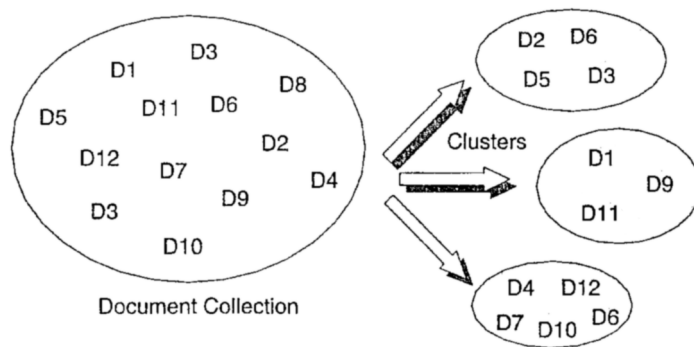 D3
D1
D8
D11 D6
D5
D2
D12
D7
D4
D9
D3
D10
Document Collection
Clusters
D2 D6
D5 D3
D1
D9
D11
D4 D12
D7 D10 D6